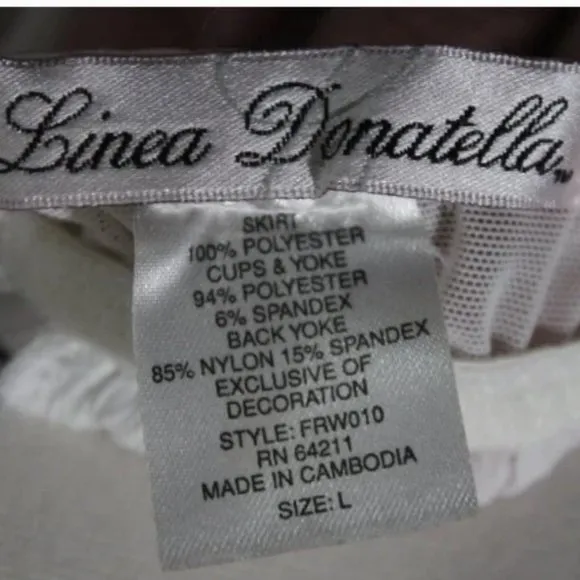 Linea Donatella™
SKIRT
100% POLYESTER
CUPS & YOKE
94% POLYESTER
6% SPANDEX
BACK YOKE
85% NYLON 15% SPANDEX
EXCLUSIVE OF
DECORATION
STYLE: FRW010
RN 64211
MADE IN CAMBODIA
SIZE: L